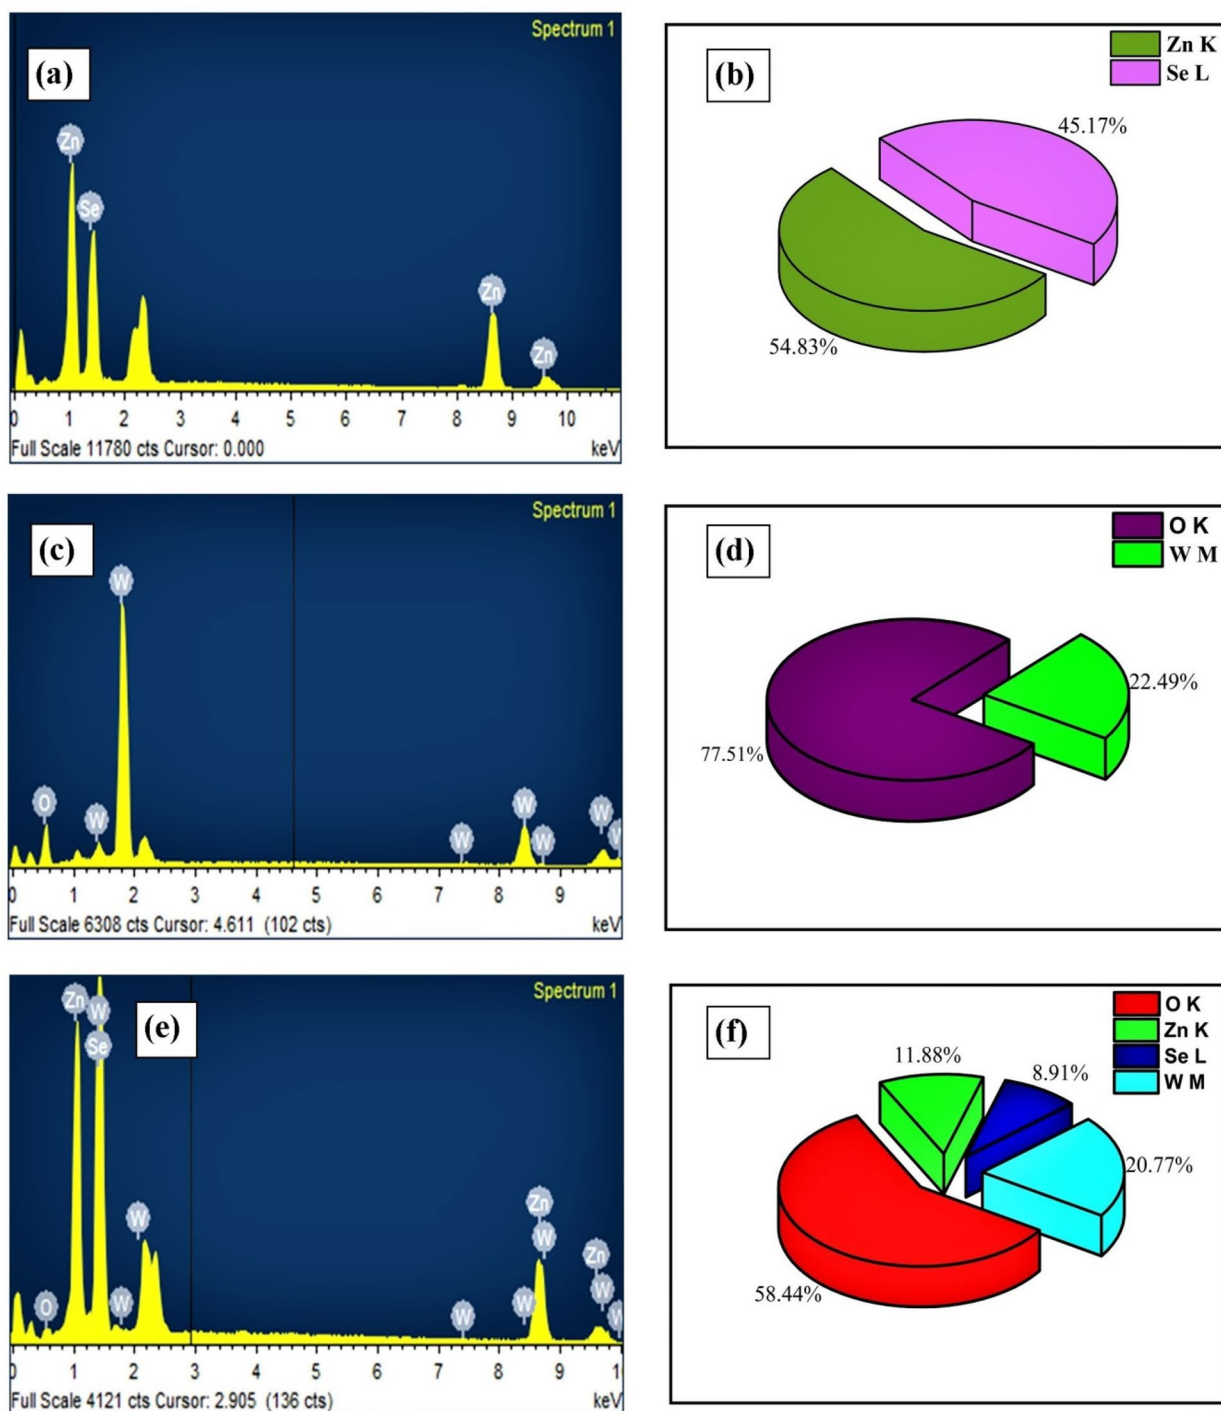 Spectrum 1
(a)
Zn
Se
Zn
Zn
0 1 2 3 4 5 6 7 8 9 10
Full Scale 11780 cts Cursor: 0.000 keV
(b)
Zn K
Se L
45.17%
54.83%
Spectrum 1
(c)
W
O
W
W
W
W
W
0 1 2 3 4 5 6 7 8 9
Full Scale 6308 cts Cursor: 4.611 (102 cts) keV
(d)
O K
W M
22.49%
77.51%
Spectrum 1
(e)
Zn
W
Se
W
O
W
Zn
W
W
W
Zn
W
0 1 2 3 4 5 6 7 8 9
Full Scale 4121 cts Cursor: 2.905 (136 cts) keV
(f)
O K
Zn K
Se L
W M
11.88%
8.91%
20.77%
58.44%